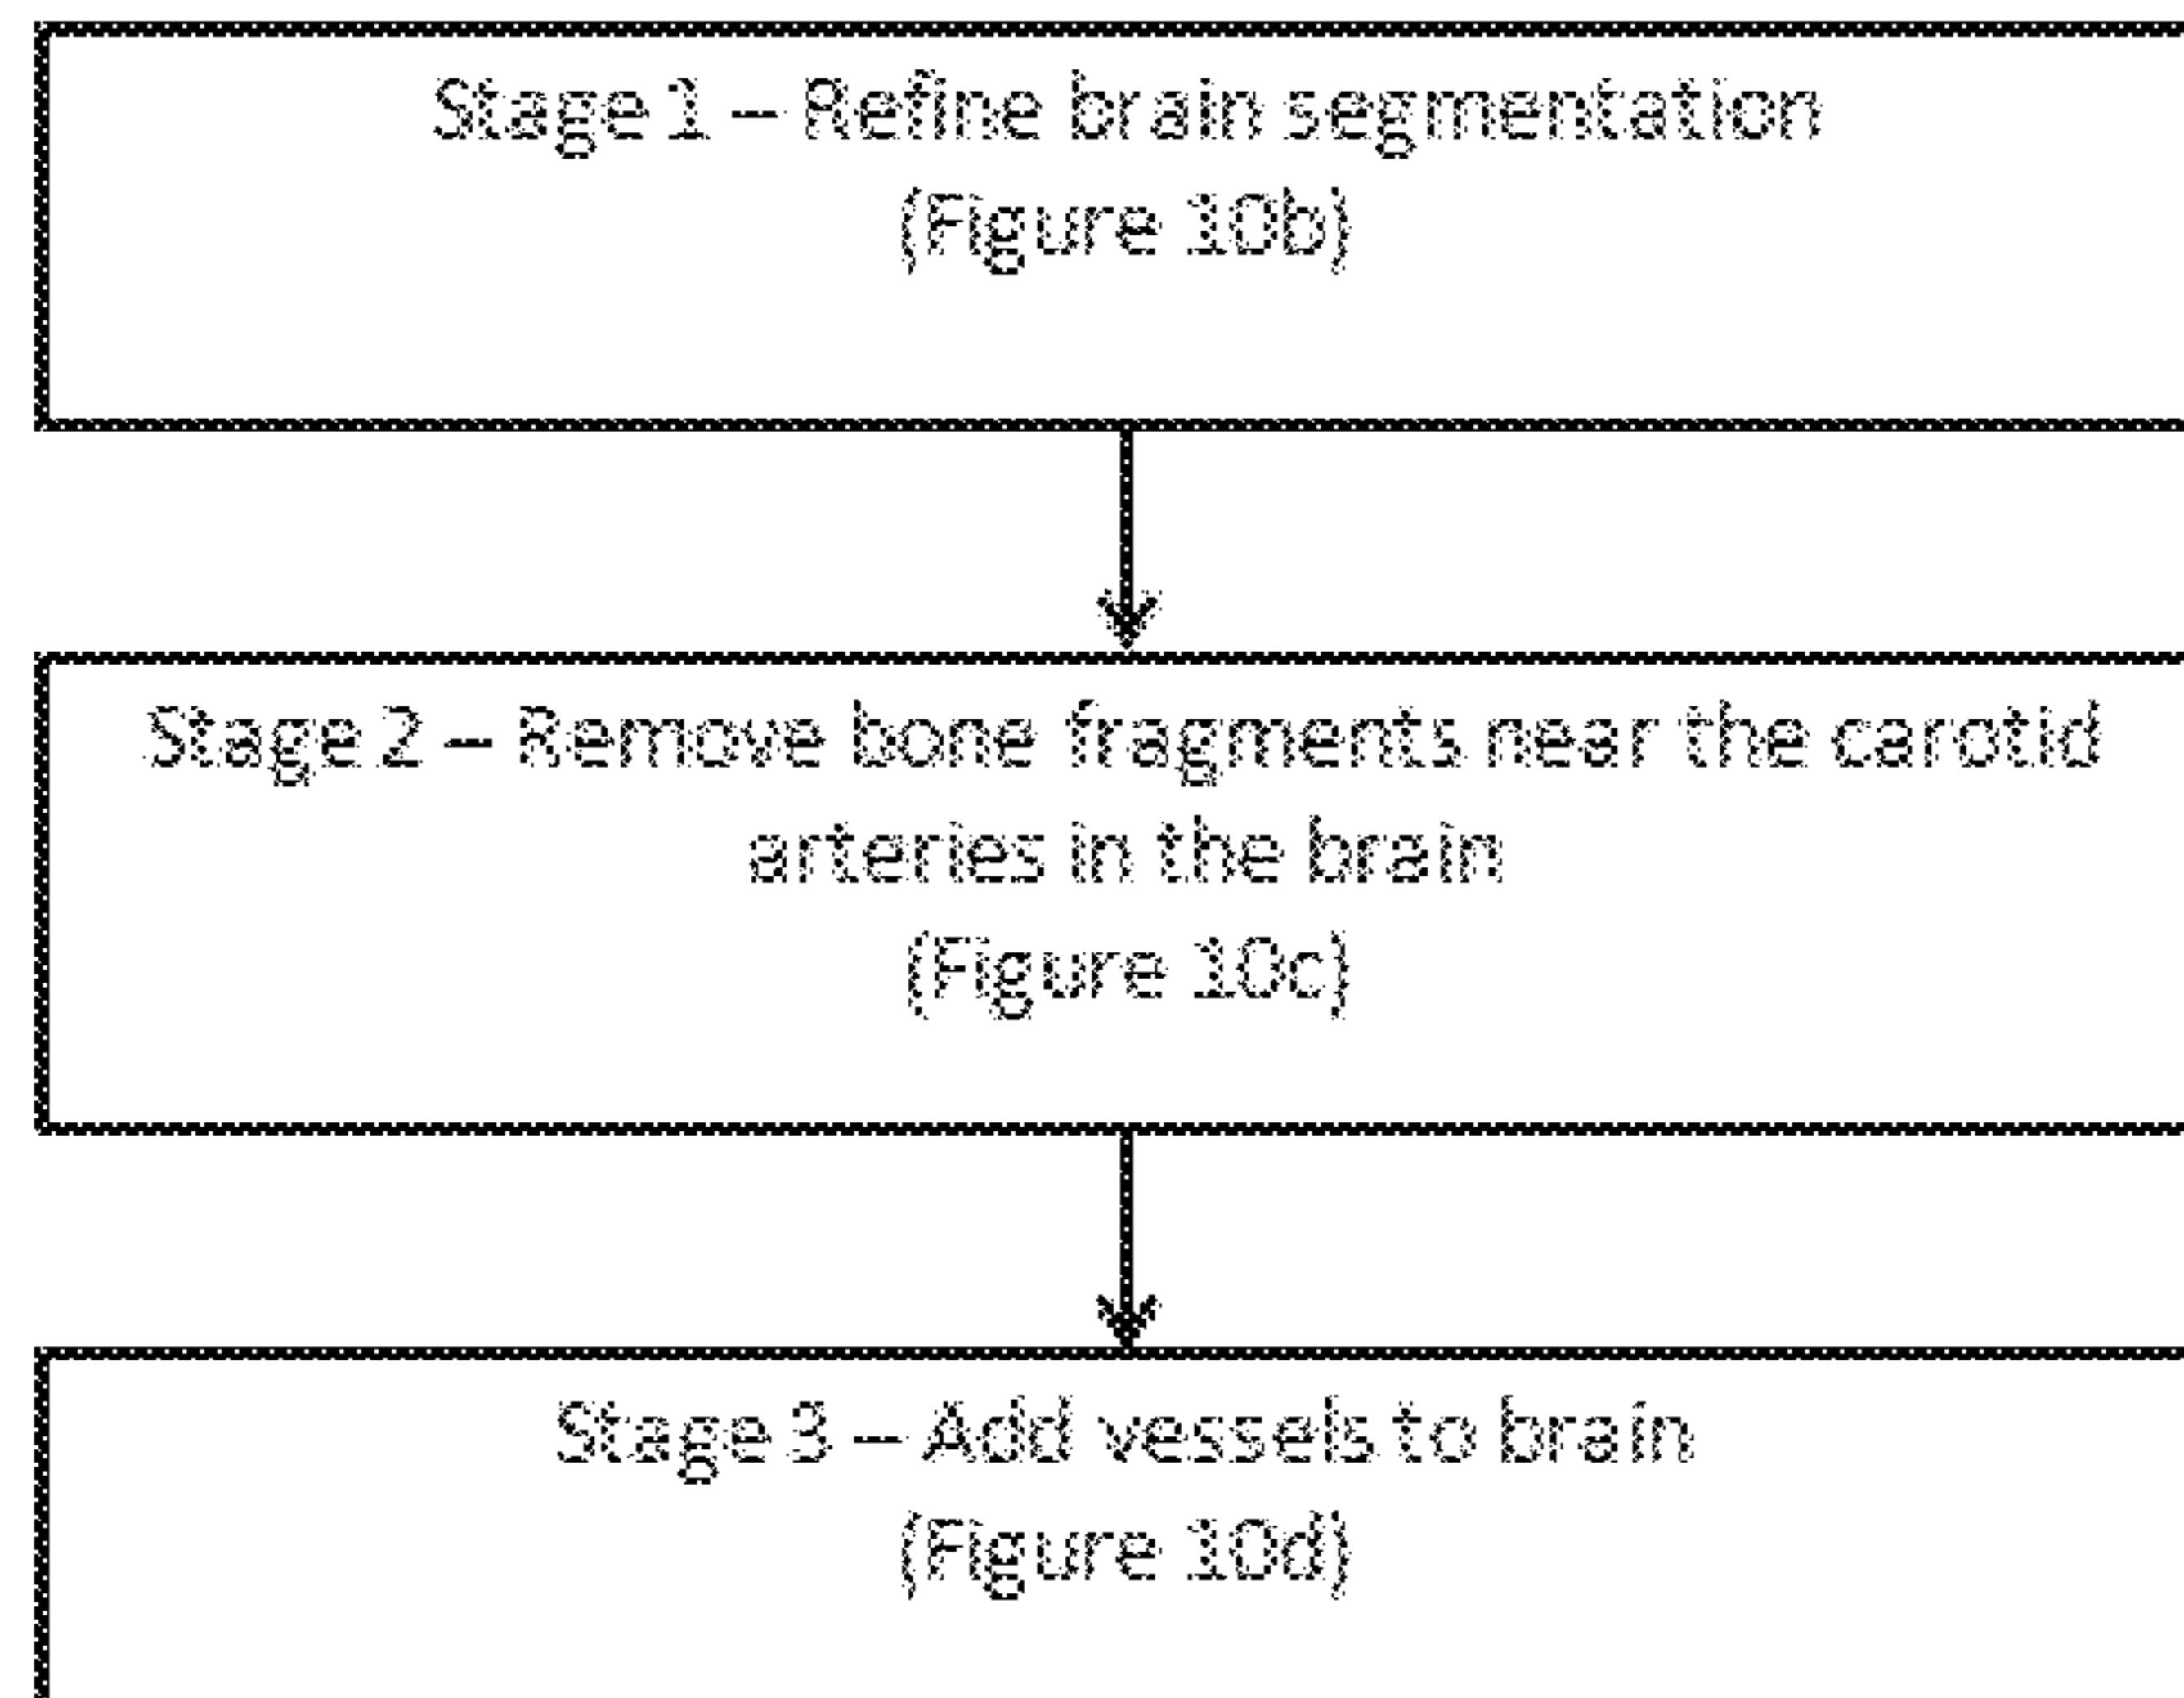 Stage 1 – Refine brain segmentation
(Figure 10b)
Stage 2 – Remove bone fragments near the carotid
arteries in the brain
(Figure 10c)
Stage 3 – Add vessels to brain
(Figure 10d)